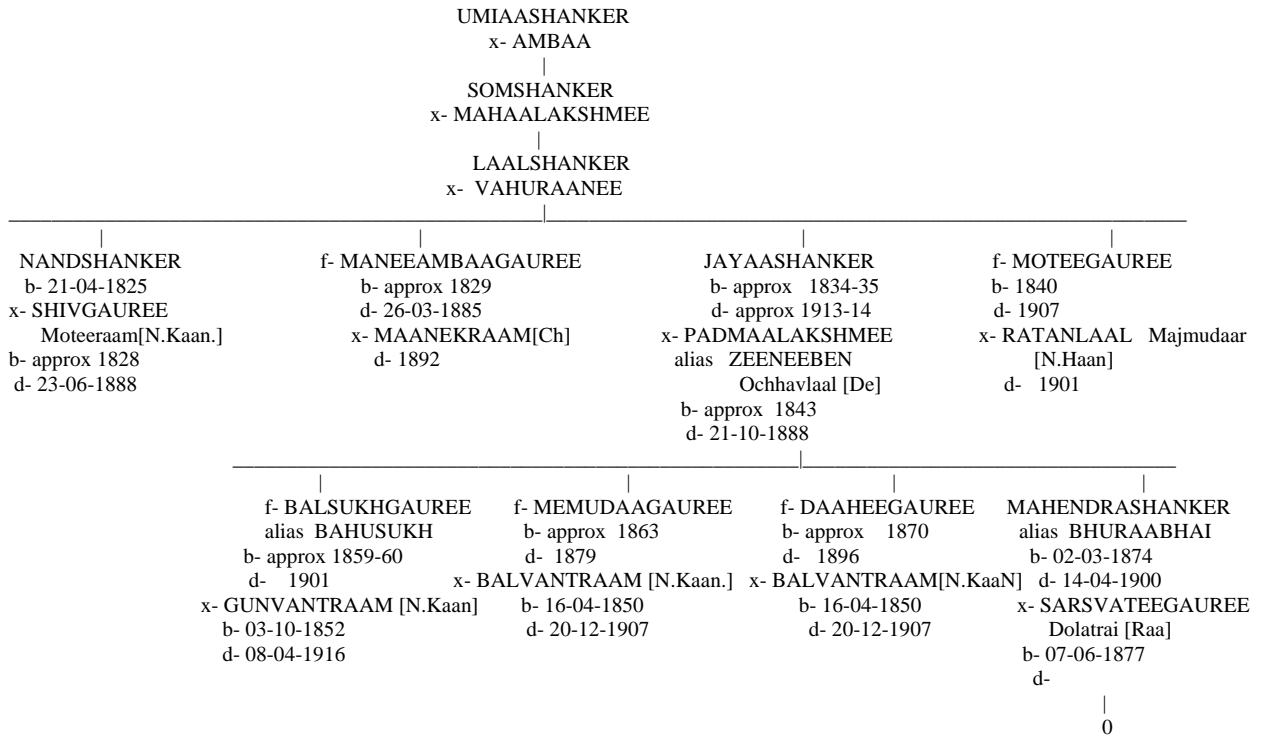 UMIAASHANKER
x- AMBAA
|
SOMSHANKER
x- MAHAALAKSHMEE
|
LAALSHANKER
x- VAHURAANEE
|
| | | |
NANDSHANKER f- MANEEAMBAAGAUREE JAYAASHANKER f- MOTEEGAUREE
b- 21-04-1825 b- approx 1829 b- approx 1834-35 b- 1840
x- SHIVGAUREE d- 26-03-1885 d- approx 1913-14 d- 1907
Moteeraam[N.Kaan.] x- MAANEKRAAM[Ch] x- PADMAALAKSHMEE x- RATANLAAL Majmudaar
b- approx 1828 d- 1892 alias ZEENEEBEN [N.Haan]
d- 23-06-1888 Ochhavlaal [De] d- 1901
b- approx 1843
d- 21-10-1888
|
| | | |
f- BALSUKHGAUREE f- MEMUDAAGAUREE f- DAAHEEGAUREE MAHENDRASHANKER
alias BAHUSUKH b- approx 1863 b- approx 1870 alias BHURAABHAI
b- approx 1859-60 d- 1879 d- 1896 b- 02-03-1874
d- 1901 x- BALVANTRAAM [N.Kaan.] x- BALVANTRAAM[N.KaaN] d- 14-04-1900
x- GUNVANTRAAM [N.Kaan] b- 16-04-1850 b- 16-04-1850 x- SARSVATEEGAUREE
b- 03-10-1852 d- 20-12-1907 d- 20-12-1907 Dolatrai [Raa]
d- 08-04-1916 b- 07-06-1877
d-
|
0